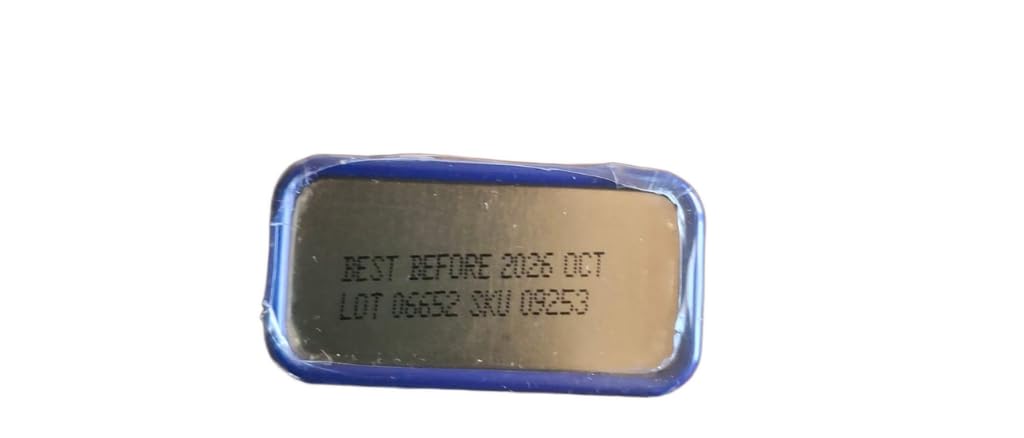 BEST BEFORE 2026 OCT
LOT 06652 SKU 09253